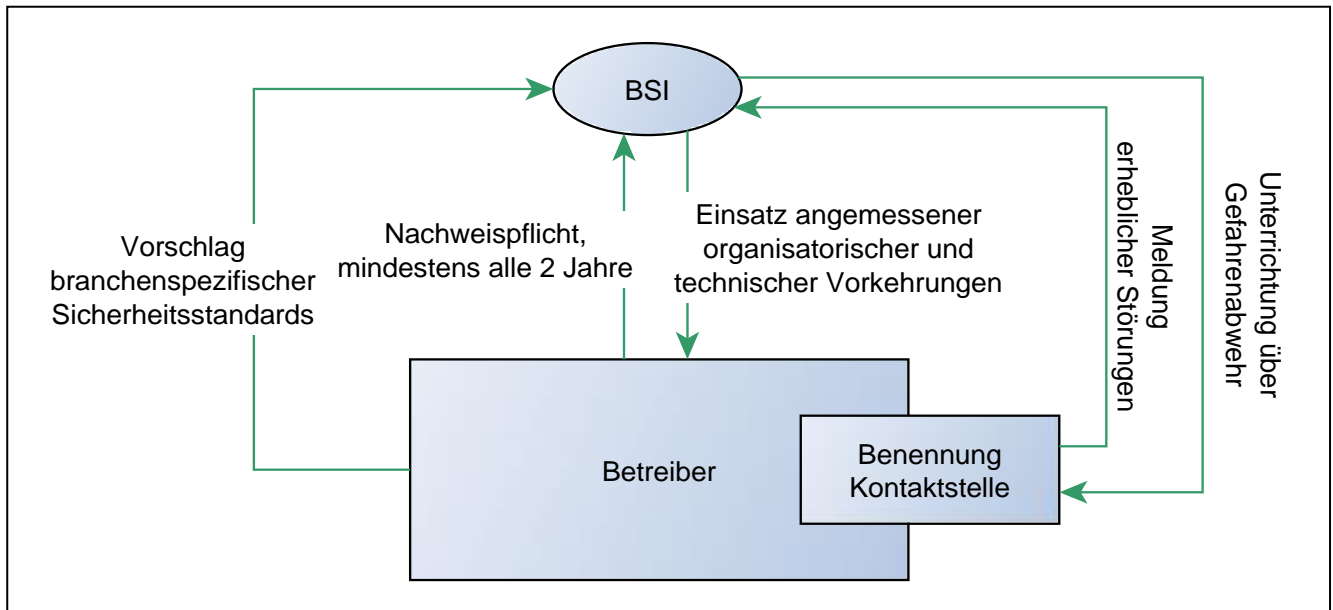 BSI
Vorschlag
branchenspezifischer
Sicherheitsstandards
Nachweispflicht,
mindestens alle 2 Jahre
Einsatz angemessener
organisatorischer und
technischer Vorkehrungen
Meldung
erheblicher Störungen
Unterrichtung über
Gefahrenabwehr
Betreiber
Benennung
Kontaktstelle